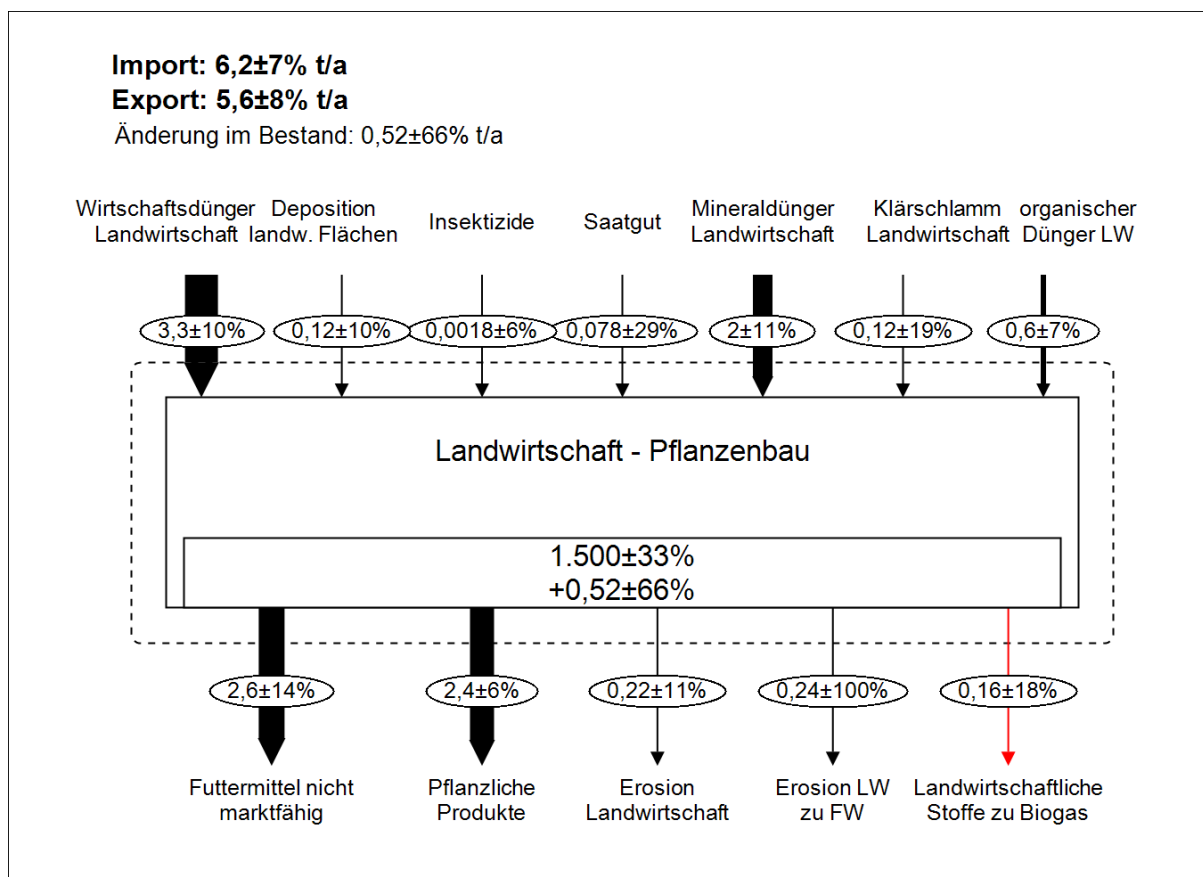 Import: 6,2±7% t/a
Export: 5,6±8% t/a
Änderung im Bestand: 0,52±66% t/a
Wirtschaftsdünger
Landwirtschaft
Deposition
landw. Flächen
Insektizide
Saatgut
Mineraldünger
Landwirtschaft
Klärschlamm
Landwirtschaft
organischer
Dünger LW
3,3±10%
0,12±10%
0,0018±6%
0,078±29%
2±11%
0,12±19%
0,6±7%
Landwirtschaft - Pflanzenbau
1.500±33%
+0,52±66%
2,6±14%
2,4±6%
0,22±11%
0,24±100%
0,16±18%
Futtermittel nicht
marktfähig
Pflanzliche
Produkte
Erosion
Landwirtschaft
Erosion LW
zu FW
Landwirtschaftliche
Stoffe zu Biogas